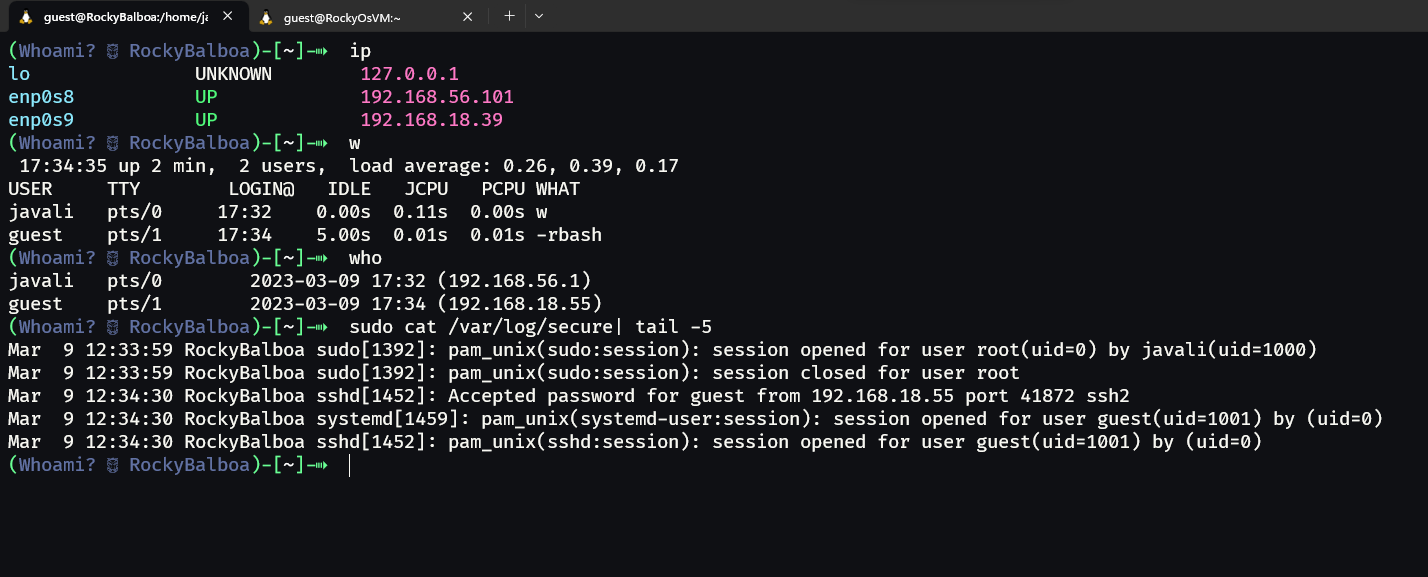 guest@RockyBalboa:/home/ja
guest@RockyOsVM:~
(Whoami? RockyBalboa)-[~]-⇢ ip
lo UNKNOWN 127.0.0.1
enp0s8 UP 192.168.56.101
enp0s9 UP 192.168.18.39
(Whoami? RockyBalboa)-[~]-⇢ w
17:34:35 up 2 min, 2 users, load average: 0.26, 0.39, 0.17
USER TTY LOGIN@ IDLE JCPU PCPU WHAT
javali pts/0 17:32 0.00s 0.11s 0.00s w
guest pts/1 17:34 5.00s 0.01s 0.01s -rbash
(Whoami? RockyBalboa)-[~]-⇢ who
javali pts/0 2023-03-09 17:32 (192.168.56.1)
guest pts/1 2023-03-09 17:34 (192.168.18.55)
(Whoami? RockyBalboa)-[~]-⇢ sudo cat /var/log/secure| tail -5
Mar 9 12:33:59 RockyBalboa sudo[1392]: pam_unix(sudo:session): session opened for user root(uid=0) by javali(uid=1000)
Mar 9 12:33:59 RockyBalboa sudo[1392]: pam_unix(sudo:session): session closed for user root
Mar 9 12:34:30 RockyBalboa sshd[1452]: Accepted password for guest from 192.168.18.55 port 41872 ssh2
Mar 9 12:34:30 RockyBalboa systemd[1459]: pam_unix(systemd-user:session): session opened for user guest(uid=1001) by (uid=0)
Mar 9 12:34:30 RockyBalboa sshd[1452]: pam_unix(sshd:session): session opened for user guest(uid=1001) by (uid=0)
(Whoami? RockyBalboa)-[~]-⇢